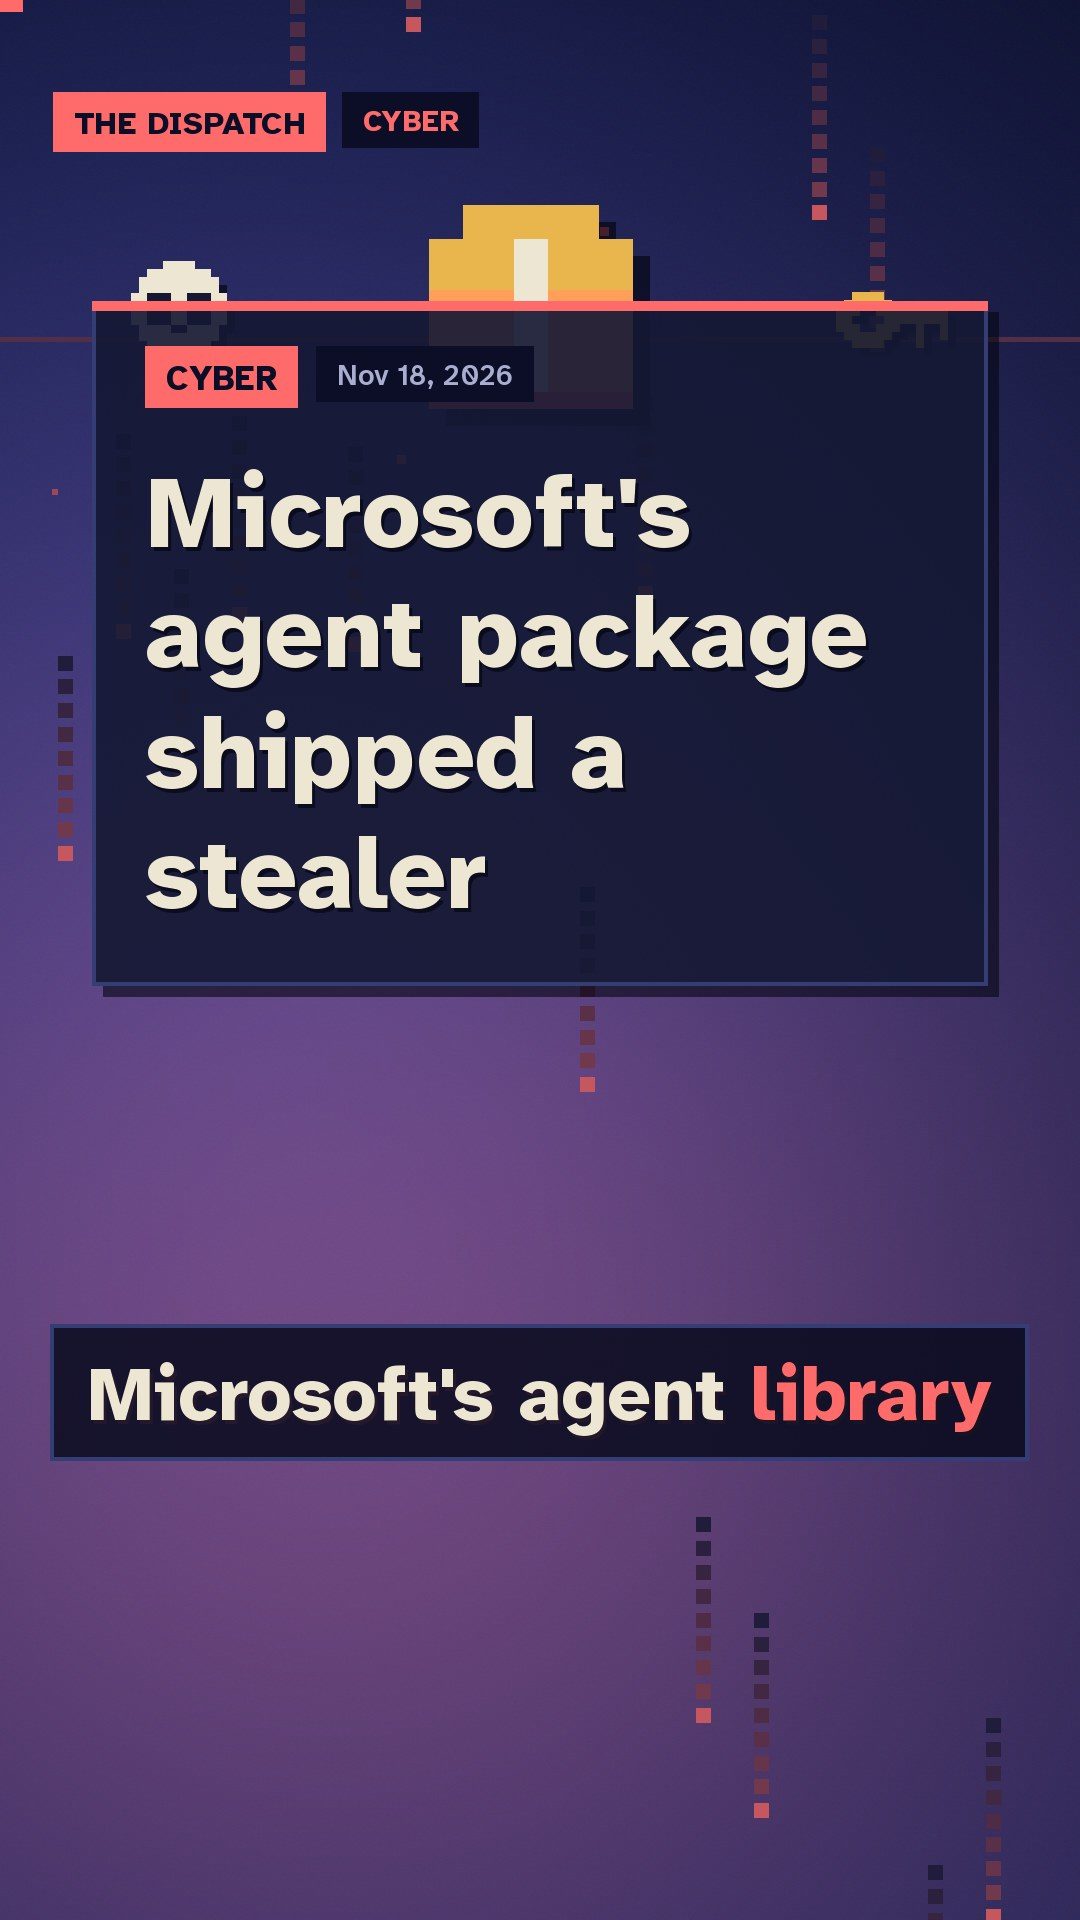 THE DISPATCH
CYBER
CYBER
Nov 18, 2026
Microsoft's
agent package
shipped a
stealer
Microsoft's agent library